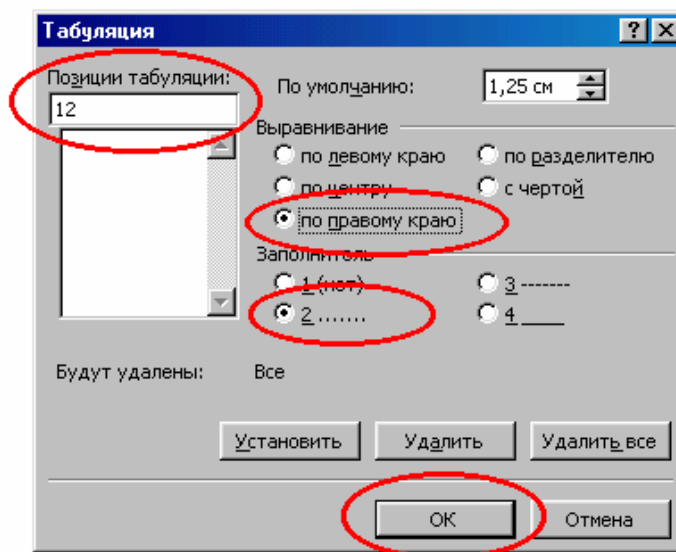 Табуляция
Позиции табуляции:
12
По умолчанию: 1,25 см
Выравнивание
по левому краю по разделителю
по центру с чертой
по правому краю
Заполнитель
1 (нет) 3 -------
2 ....... 4 ____
Будут удалены: Все
Установить Удалить Удалить все
ОК Отмена